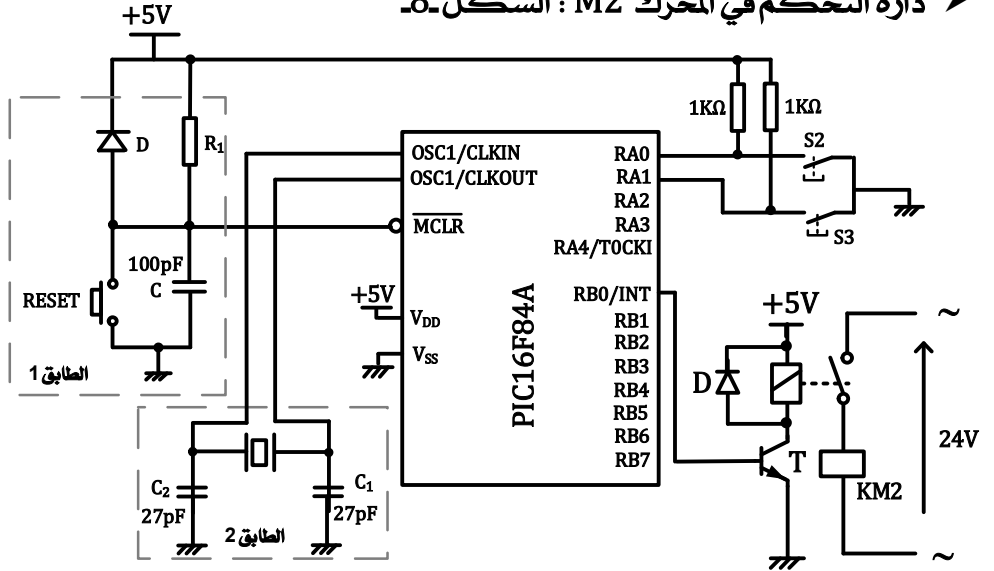 دارة التحكم في المحرك M2 : الشكل ـ8ـ
+5V
D
R1
1KΩ
1KΩ
OSC1/CLKIN
OSC1/CLKOUT
MCLR
VDD
VSS
PIC16F84A
RA0
RA1
RA2
RA3
RA4/T0CKI
RB0/INT
RB1
RB2
RB3
RB4
RB5
RB6
RB7
S2
S3
100pF
C
RESET
الطابق 1
+5V
C2
27pF
C1
27pF
الطابق 2
+5V
D
T
KM2
24V
~
~